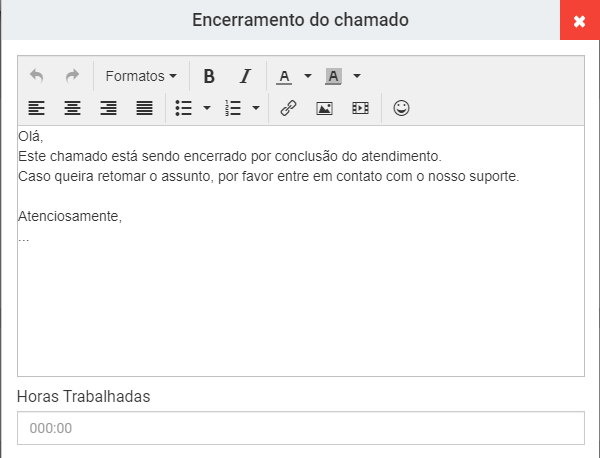 Encerramento do chamado
Formatos
B I A A
Olá,
Este chamado está sendo encerrado por conclusão do atendimento.
Caso queira retomar o assunto, por favor entre em contato com o nosso suporte.
Atenciosamente,
...
Horas Trabalhadas
000:00